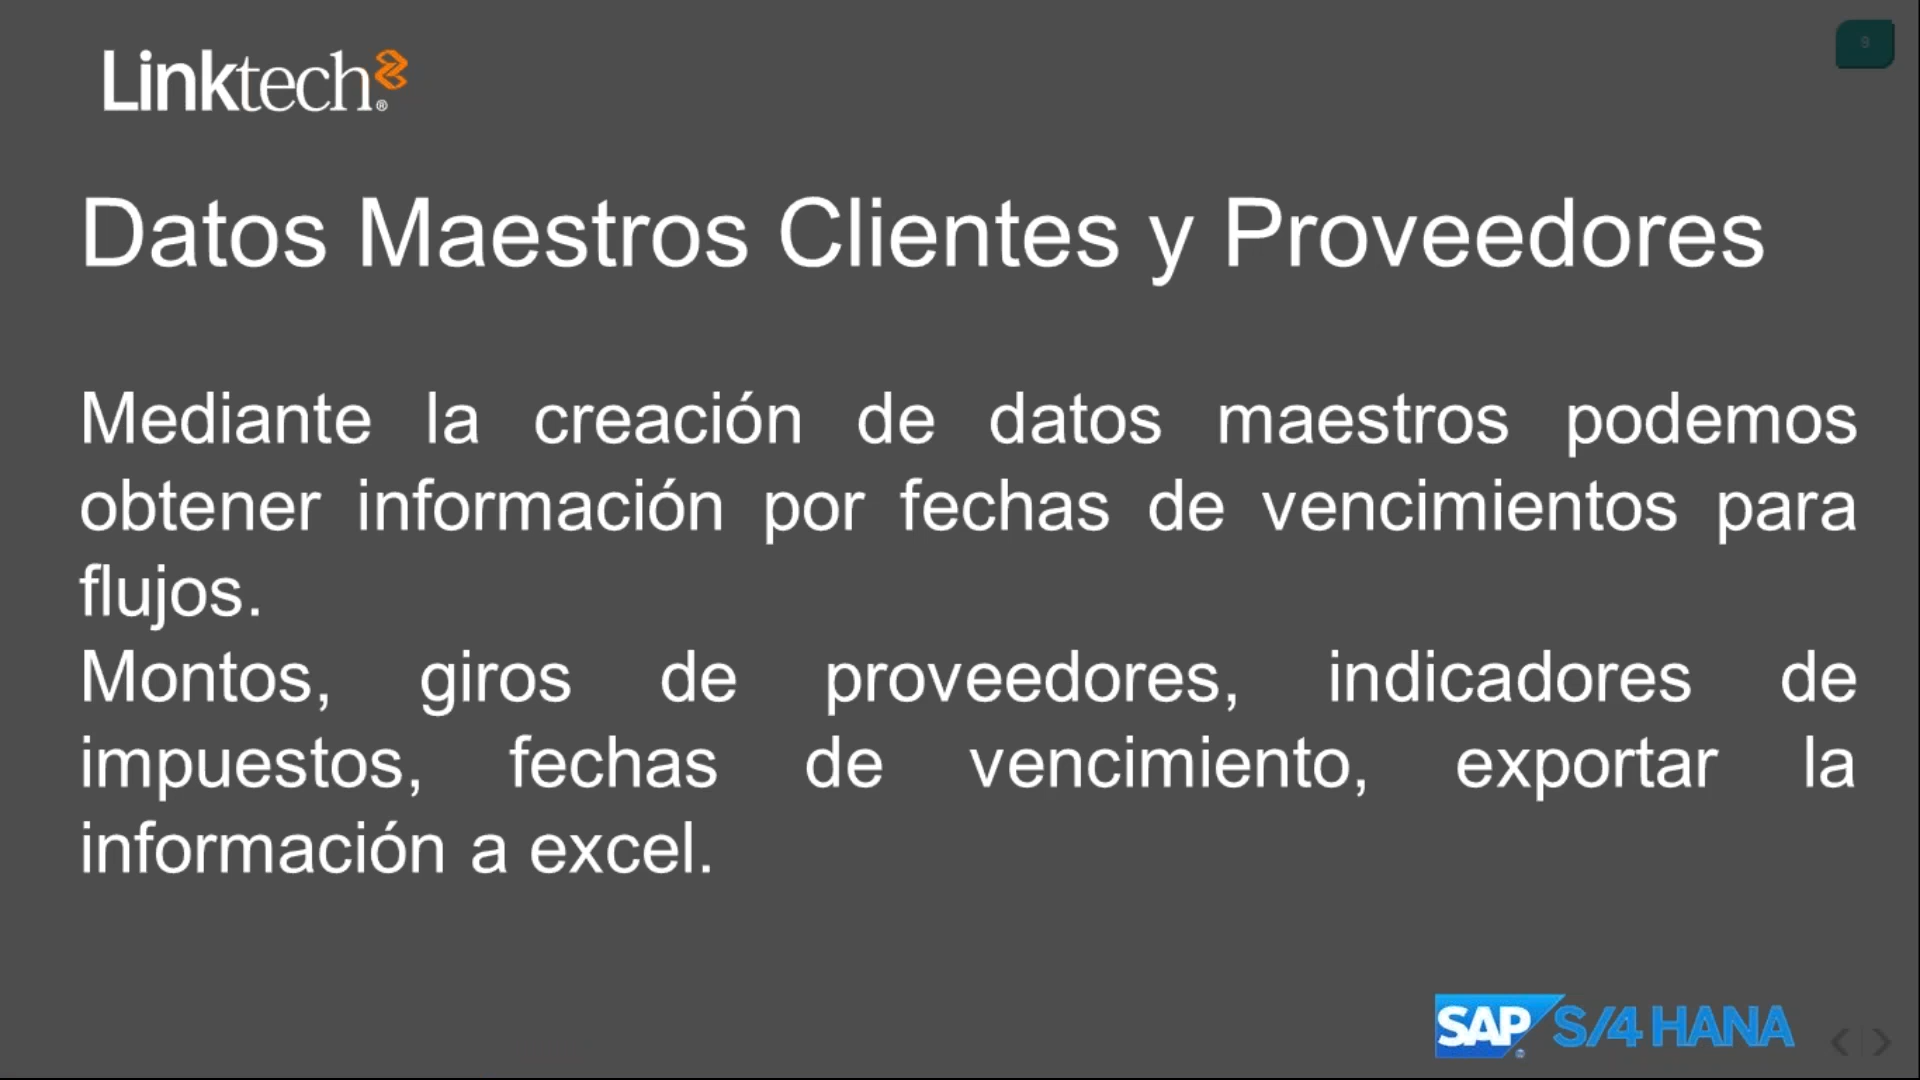 Linktech®
9
Datos Maestros Clientes y Proveedores
Mediante la creación de datos maestros podemos
obtener información por fechas de vencimientos para
flujos.
Montos, giros de proveedores, indicadores de
impuestos, fechas de vencimiento, exportar la
información a excel.
SAP® S/4 HANA